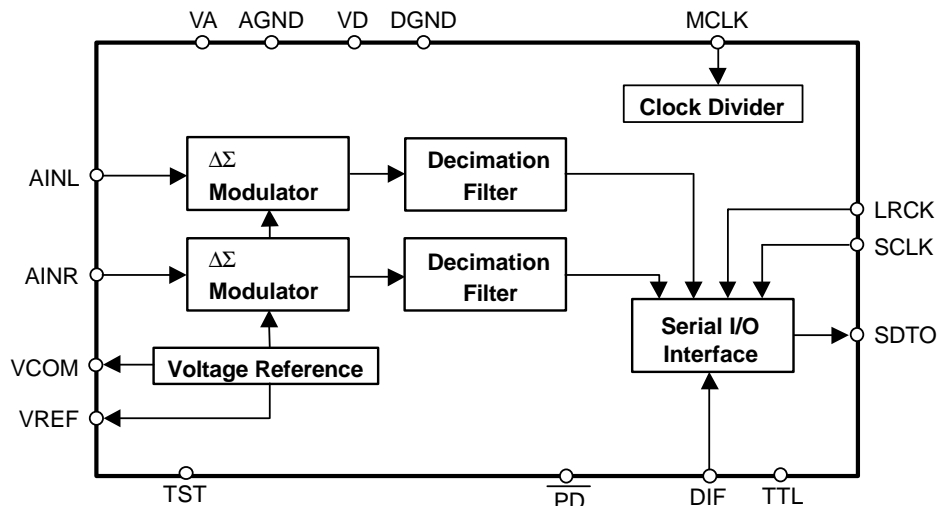 VA AGND VD DGND MCLK
Clock Divider
ΔΣ
Modulator
Decimation
Filter
AINL
LRCK
SCLK
AINR
ΔΣ
Modulator
Decimation
Filter
Serial I/O
Interface
SDTO
VCOM
Voltage Reference
VREF
TST PD DIF TTL